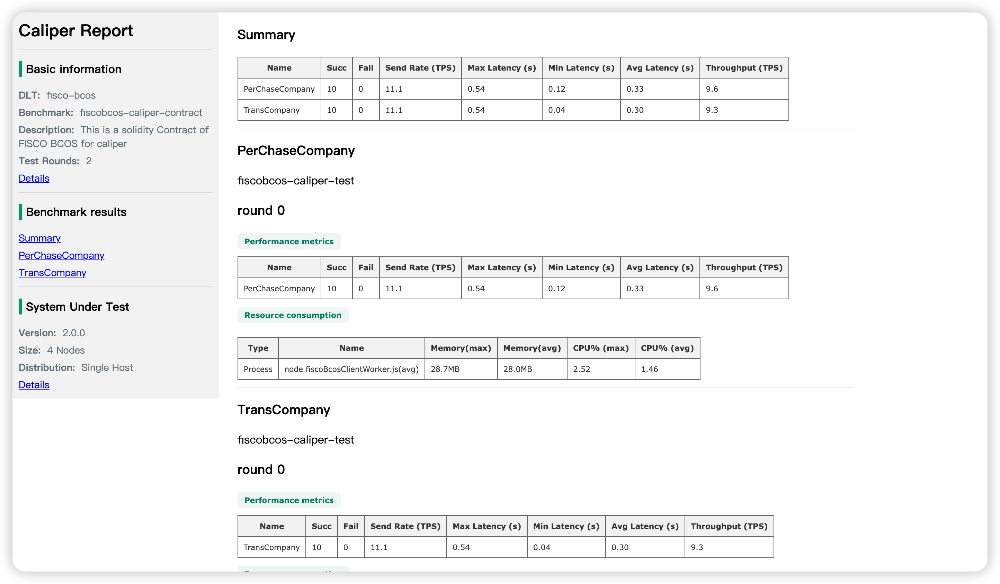 Caliper Report
Basic information
DLT: fisco-bcos
Benchmark: fiscobcos-caliper-contract
Description: This is a solidity Contract of
FISCO BCOS for caliper
Test Rounds: 2
Details
Benchmark results
Summary
PerChaseCompany
TransCompany
System Under Test
Version: 2.0.0
Size: 4 Nodes
Distribution: Single Host
Details
Summary
Name Succ Fail Send Rate (TPS) Max Latency (s) Min Latency (s) Avg Latency (s) Throughput (TPS)
PerChaseCompany 10 0 11.1 0.54 0.12 0.33 9.6
TransCompany 10 0 11.1 0.54 0.04 0.30 9.3
PerChaseCompany
fiscobcos-caliper-test
round 0
Performance metrics
Name Succ Fail Send Rate (TPS) Max Latency (s) Min Latency (s) Avg Latency (s) Throughput (TPS)
PerChaseCompany 10 0 11.1 0.54 0.12 0.33 9.6
Resource consumption
Type Name Memory(max) Memory(avg) CPU% (max) CPU% (avg)
Process node fiscoBcosClientWorker.js(avg) 28.7MB 28.0MB 2.52 1.46
TransCompany
fiscobcos-caliper-test
round 0
Performance metrics
Name Succ Fail Send Rate (TPS) Max Latency (s) Min Latency (s) Avg Latency (s) Throughput (TPS)
TransCompany 10 0 11.1 0.54 0.04 0.30 9.3